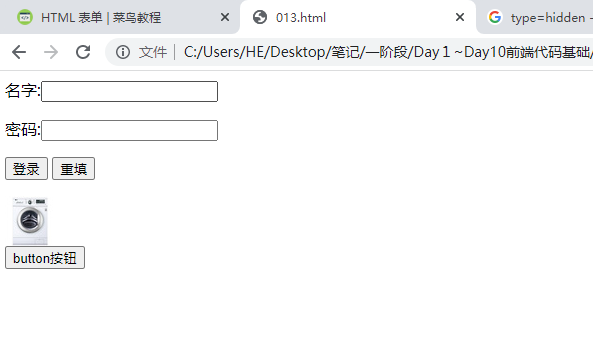 HTML 表单 | 菜鸟教程
013.html
type=hidden -
文件
C:/Users/HE/Desktop/笔记/一阶段/Day１~Day10前端代码基础/
名字:
密码:
登录 重填
button按钮